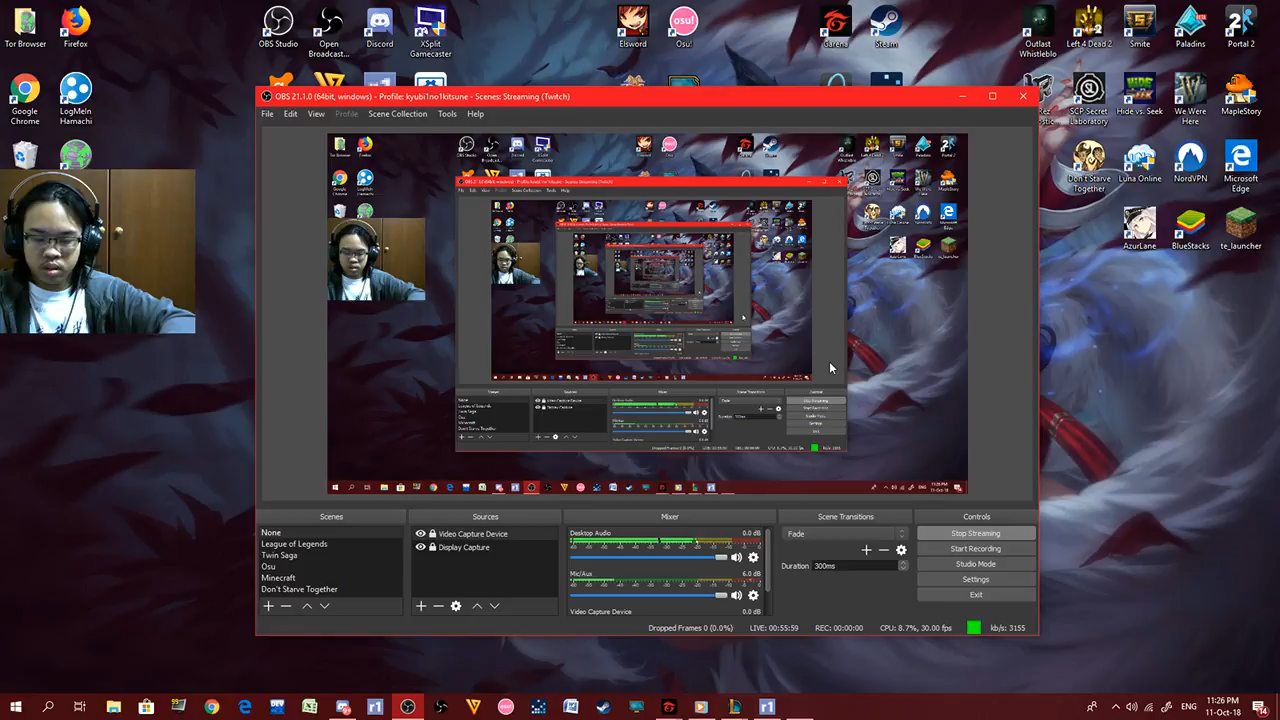 Tor Browser
Firefox
OBS Studio
Open Broadcast...
Discord
XSplit Gamecaster
Elsword
Osu!
Garena
Steam
Outlast Whistleblo
Left 4 Dead 2
Smite
Paladins
Portal 2
Google Chrome
LogMeIn Hamachi
SCP Secret Laboratory
Hide vs. Seek
We Were Here
MapleStory
Don't Starve Together
Luna Online
NordVPN
Microsoft Edge
AzurLane
BlueStacks
te_launcher
OBS 21.1.0 (64bit, windows) - Profile: kyubi1no1kitsune - Scenes: Streaming (Twitch)
File Edit View Profile Scene Collection Tools Help
Scenes
None
League of Legends
Twin Saga
Osu
Minecraft
Don't Starve Together
Sources
Video Capture Device
Display Capture
Mixer
Desktop Audio 0.0 dB
Mic/Aux 6.0 dB
Video Capture Device 0.0 dB
Scene Transitions
Fade
Duration 300ms
Controls
Stop Streaming
Start Recording
Studio Mode
Settings
Exit
Dropped Frames 0 (0.0%) LIVE: 00:55:59 REC: 00:00:00 CPU: 8.7%, 30.00 fps kb/s: 3155
ENG
11:26 PM
11-Oct-18
14